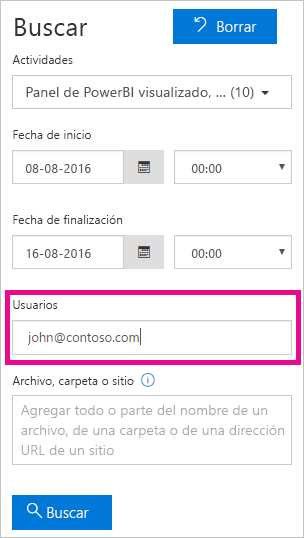 Buscar
Borrar
Actividades
Panel de PowerBI visualizado, ... (10)
Fecha de inicio
08-08-2016
00:00
Fecha de finalización
16-08-2016
00:00
Usuarios
john@contoso.com
Archivo, carpeta o sitio
Agregar todo o parte del nombre de un
archivo, de una carpeta o de una dirección
URL de un sitio
Buscar